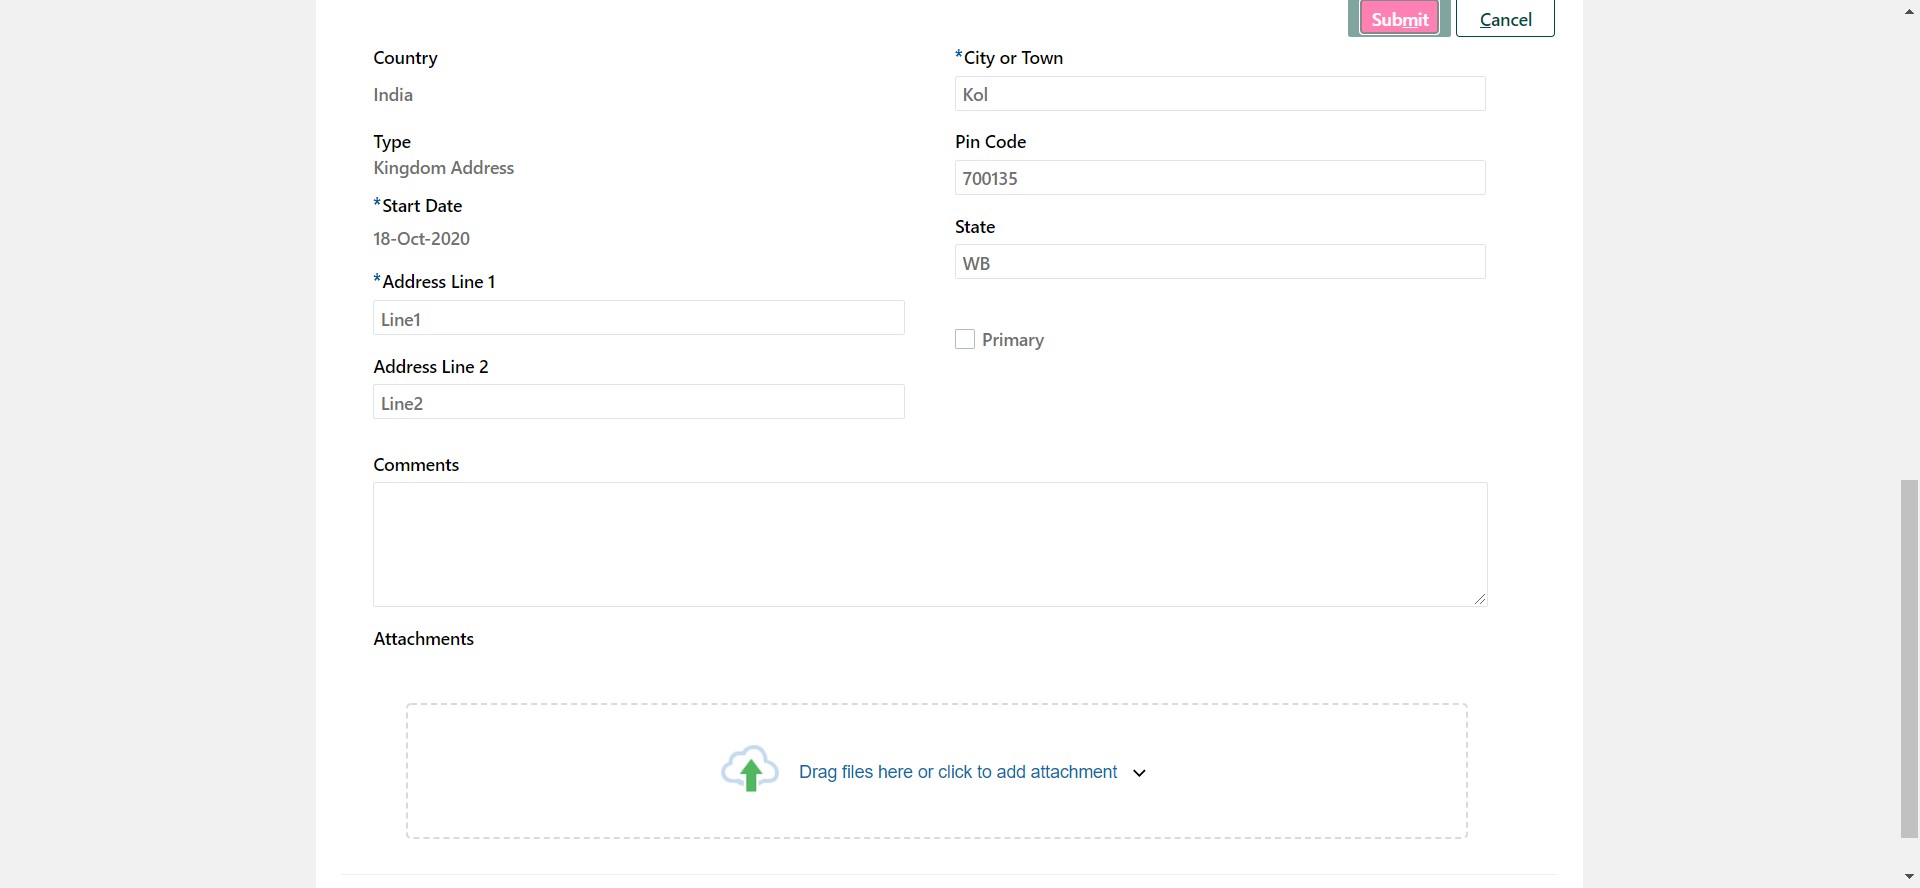 Submit
Cancel
Country
India
Type
Kingdom Address
*Start Date
18-Oct-2020
*Address Line 1
Line1
Address Line 2
Line2
*City or Town
Kol
Pin Code
700135
State
WB
Primary
Comments
Attachments
Drag files here or click to add attachment